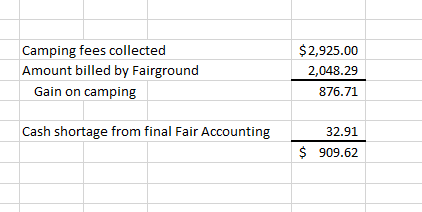 Camping fees collected $2,925.00
Amount billed by Fairground 2,048.29
Gain on camping 876.71
Cash shortage from final Fair Accounting 32.91
$ 909.62